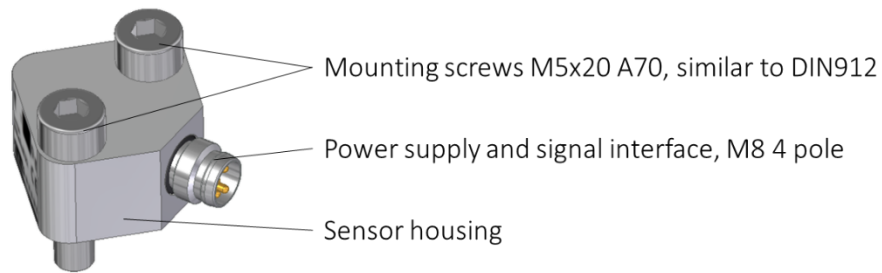 Mounting screws M5x20 A70, similar to DIN912
Power supply and signal interface, M8 4 pole
Sensor housing